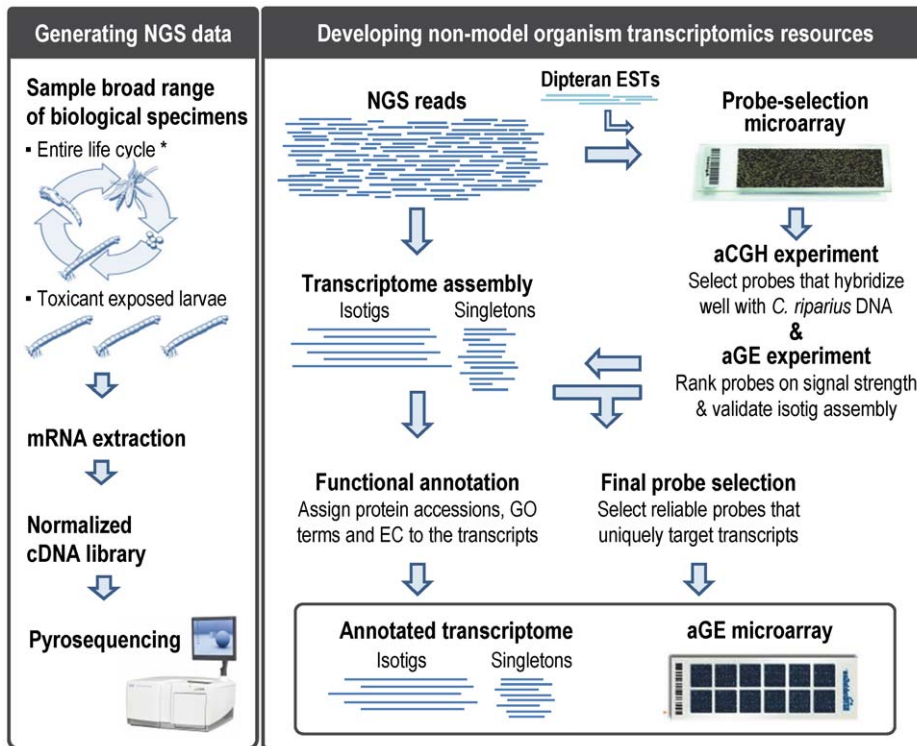 Generating NGS data
Sample broad range
of biological specimens
▪ Entire life cycle *
▪ Toxicant exposed larvae
mRNA extraction
Normalized
cDNA library
Pyrosequencing
Developing non-model organism transcriptomics resources
NGS reads
Dipteran ESTs
Probe-selection
microarray
aCGH experiment
Select probes that hybridize
well with C. riparius DNA
&
aGE experiment
Rank probes on signal strength
& validate isotig assembly
Transcriptome assembly
Isotigs Singletons
Functional annotation
Assign protein accessions, GO
terms and EC to the transcripts
Final probe selection
Select reliable probes that
uniquely target transcripts
Annotated transcriptome
Isotigs Singletons
aGE microarray